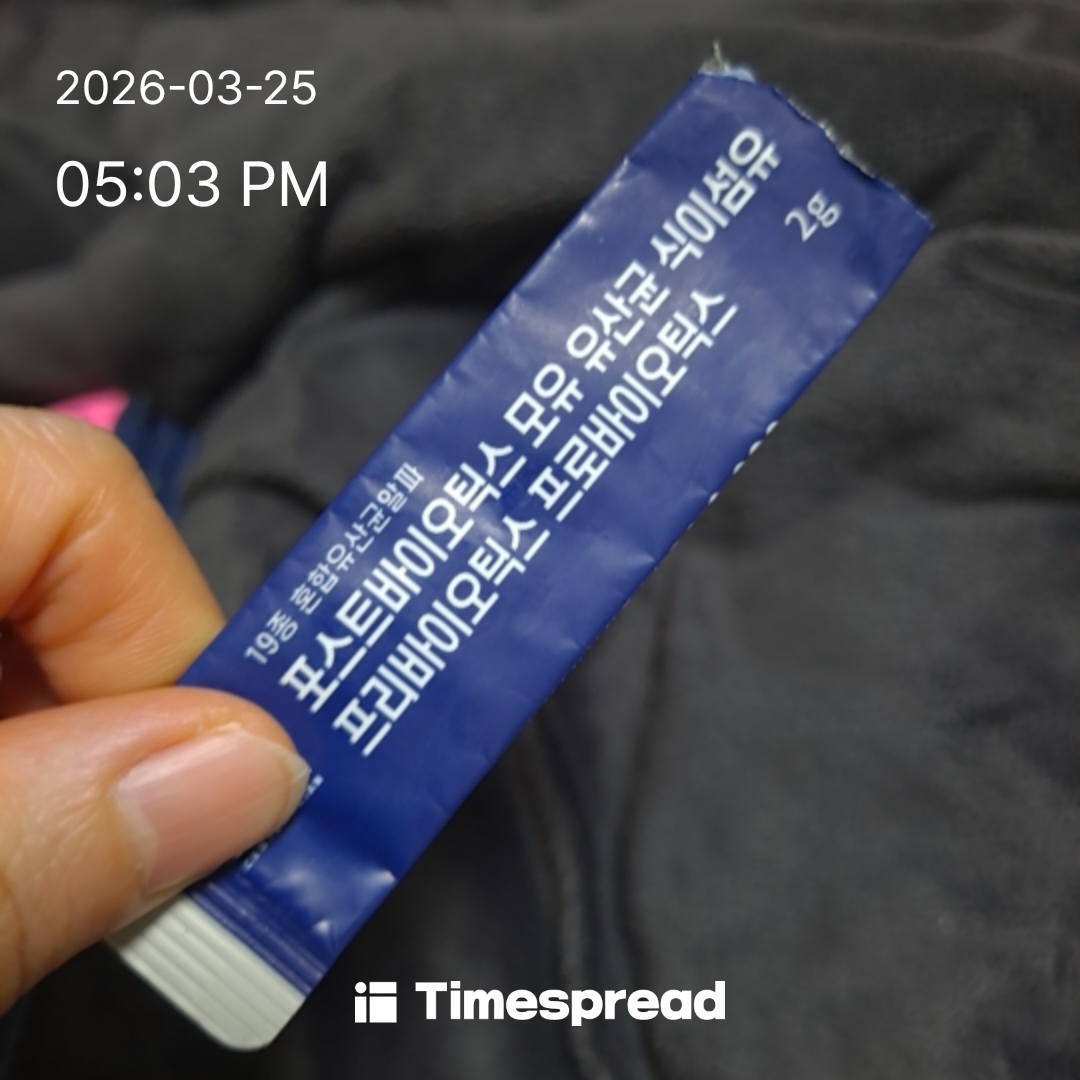 2026-03-25
05:03 PM
19종 혼합유산균알파
포스트바이오틱스 모유 유산균 식이섬유
프리바이오틱스 프로바이오틱스
2g
Timespread